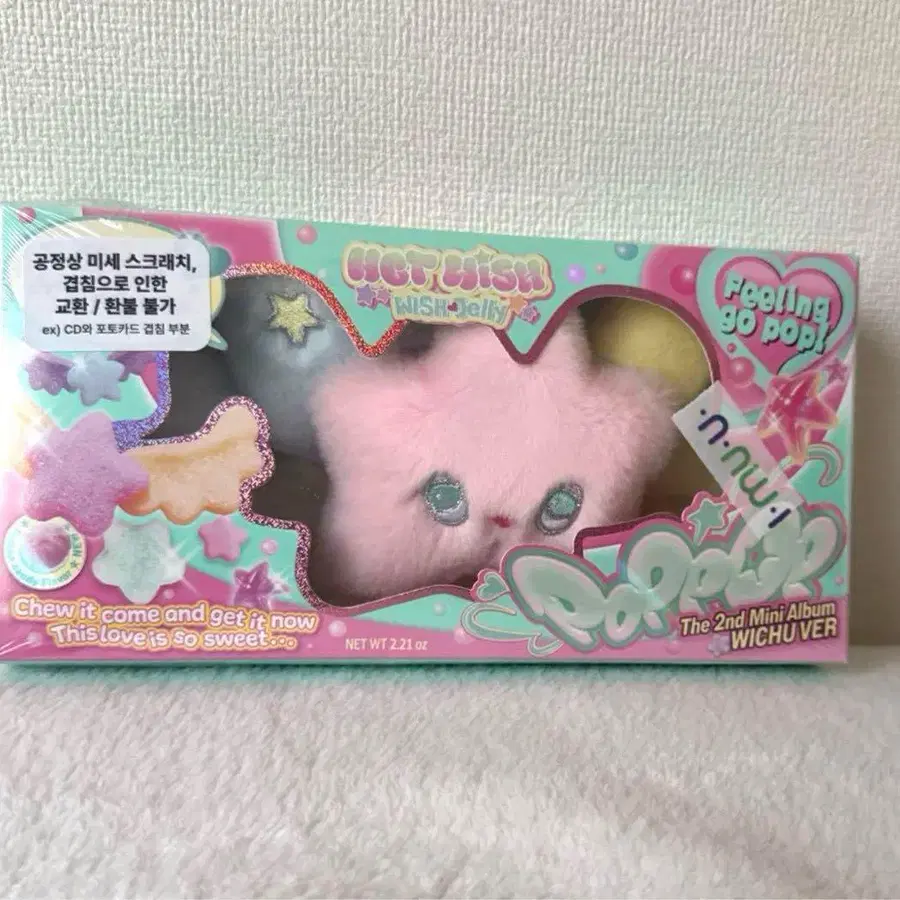 공정상 미세 스크래치,
겹침으로 인한
교환 / 환불 불가
ex) CD와 포토카드 겹침 부분
NCT WISH
WISH Jelly
Feeling
go pop!
poppop
The 2nd Mini Album
WICHU VER
Chew it come and get it now
This love is so sweet...
NET WT 2.21 oz